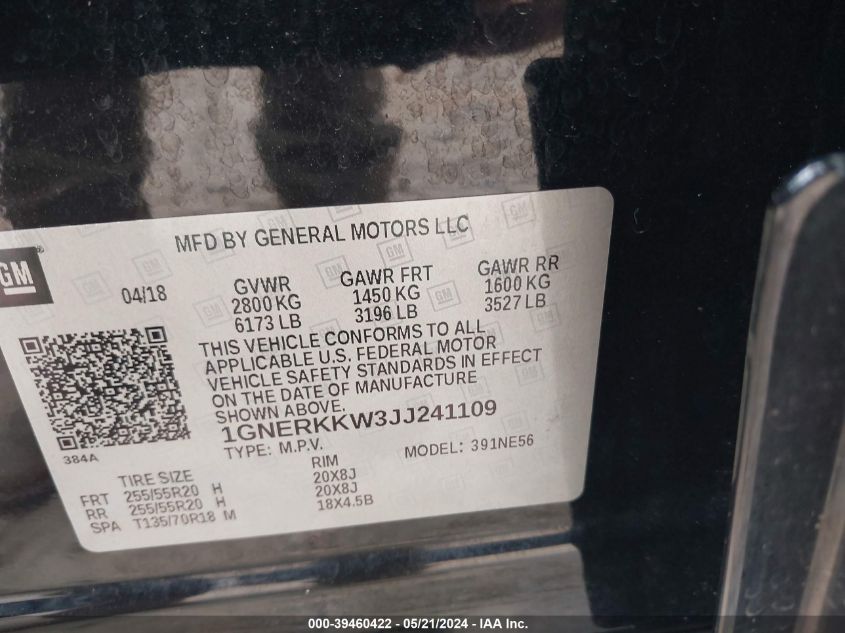 MFD BY GENERAL MOTORS LLC
GM
04/18
GVWR GAWR FRT GAWR RR
2800 KG 1450 KG 1600 KG
6173 LB 3196 LB 3527 LB
THIS VEHICLE CONFORMS TO ALL
APPLICABLE U.S. FEDERAL MOTOR
VEHICLE SAFETY STANDARDS IN EFFECT
ON THE DATE OF MANUFACTURE
SHOWN ABOVE.
1GNERKKW3JJ241109
TYPE: M.P.V. MODEL: 391NE56
384A
TIRE SIZE RIM
FRT 255/55R20 H 20X8J
RR 255/55R20 H 20X8J
SPA T135/70R18 M 18X4.5B
000-39460422 - 05/21/2024 - IAA Inc.